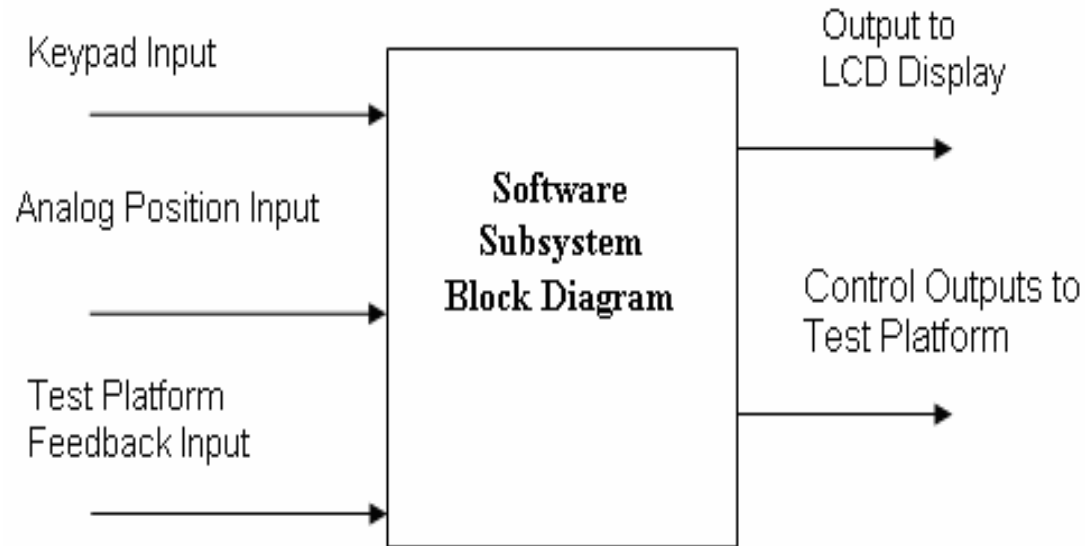 Keypad Input
Analog Position Input
Test Platform
Feedback Input
Software
Subsystem
Block Diagram
Output to
LCD Display
Control Outputs to
Test Platform